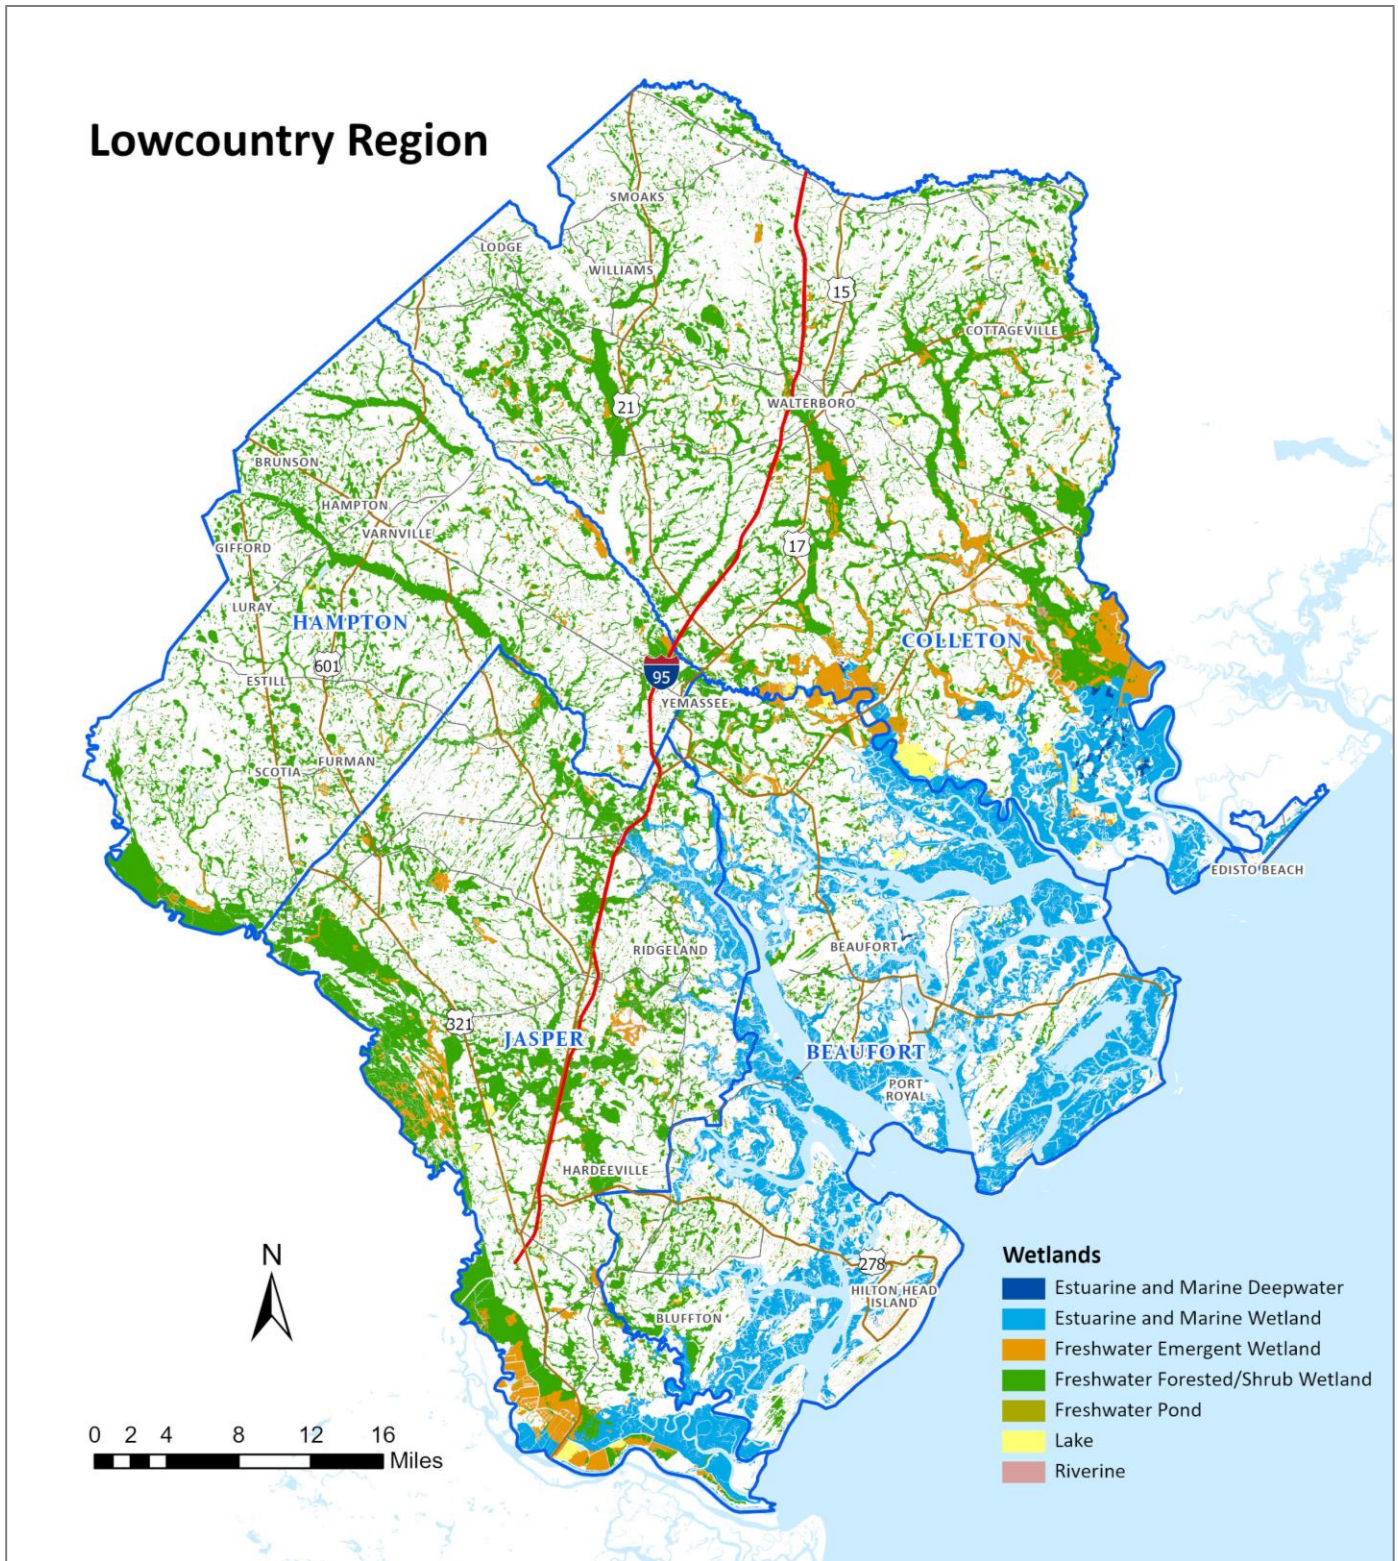 Lowcountry Region
SMOAKS
LODGE
WILLIAMS
15
COTTAGEVILLE
21
WALTERBORO
BRUNSON
HAMPTON
VARNVILLE
GIFFORD
17
LURAY
HAMPTON
COLLETON
601
ESTILL
95
YEMASSEE
SCOTIA
FURMAN
EDISTO BEACH
RIDGELAND
BEAUFORT
321
JASPER
BEAUFORT
PORT
ROYAL
HARDEEVILLE
N
278
HILTON HEAD
ISLAND
BLUFFTON
Wetlands
Estuarine and Marine Deepwater
Estuarine and Marine Wetland
Freshwater Emergent Wetland
Freshwater Forested/Shrub Wetland
Freshwater Pond
Lake
Riverine
0 2 4 8 12 16
Miles